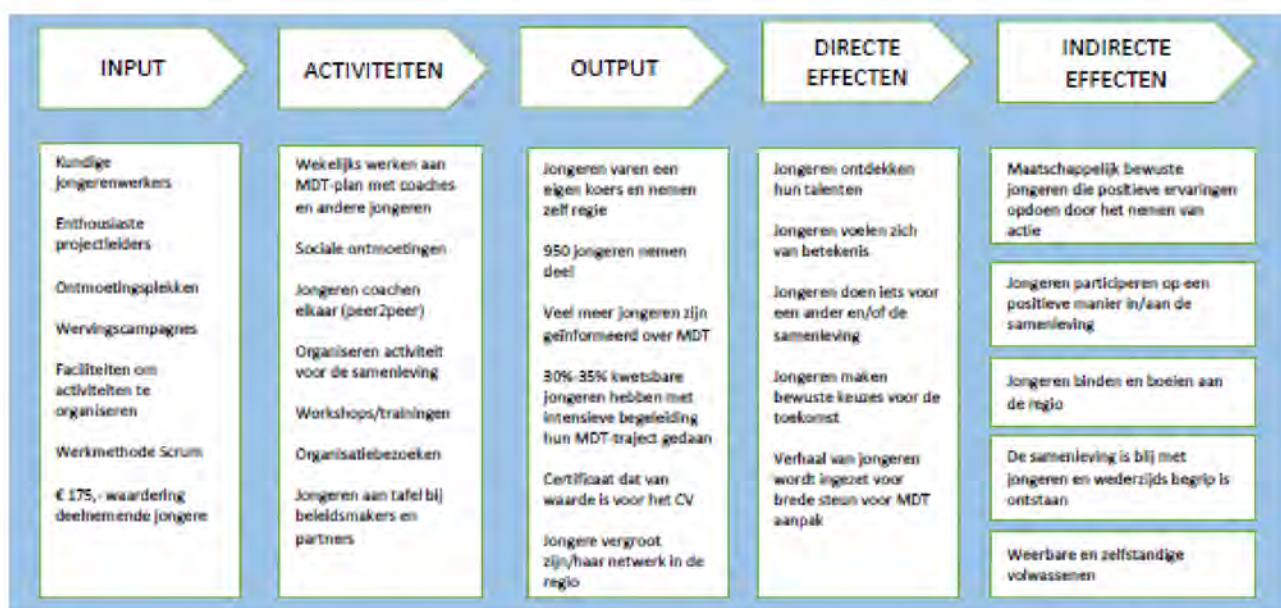 INPUT
Kundige
jongerenwerkers
Enthousiaste
projectleiders
Ontmoetingsplekken
Wervingscampagnes
Faciliteiten om
activiteiten te
organiseren
Werkmethode Scrum
€ 175,- waardering
deelnemende jongere
ACTIVITEITEN
Wekelijks werken aan
MDT-plan met coaches
en andere jongeren
Sociale ontmoetingen
Jongeren coachen
elkaar (peer2peer)
Organiseren activiteit
voor de samenleving
Workshops/trainingen
Organisatiebezoeken
Jongeren aan tafel bij
beleidsmakers en
partners
OUTPUT
Jongeren varen een
eigen koers en nemen
zelf regie
950 jongeren nemen
deel
Veel meer jongeren zijn
geïnformeerd over MDT
30%-35% kwetsbare
jongeren hebben met
intensieve begeleiding
hun MDT-traject gedaan
Certificaat dat van
waarde is voor het CV
Jongere vergroot
zijn/haar netwerk in de
regio
DIRECTE
EFFECTEN
Jongeren ontdekken
hun talenten
Jongeren voelen zich
van betekenis
Jongeren doen iets voor
een ander en/of de
samenleving
Jongeren maken
bewuste keuzes voor de
toekomst
Verhaal van jongeren
wordt ingezet voor
brede steun voor MDT
aanpak
INDIRECTE
EFFECTEN
Maatschappelijk bewuste
jongeren die positieve ervaringen
opdoen door het nemen van
actie
Jongeren participeren op een
positieve manier in/aan de
samenleving
Jongeren binden en boeien aan
de regio
De samenleving is blij met
jongeren en wederzijds begrip is
ontstaan
Weerbare en zelfstandige
volwassenen